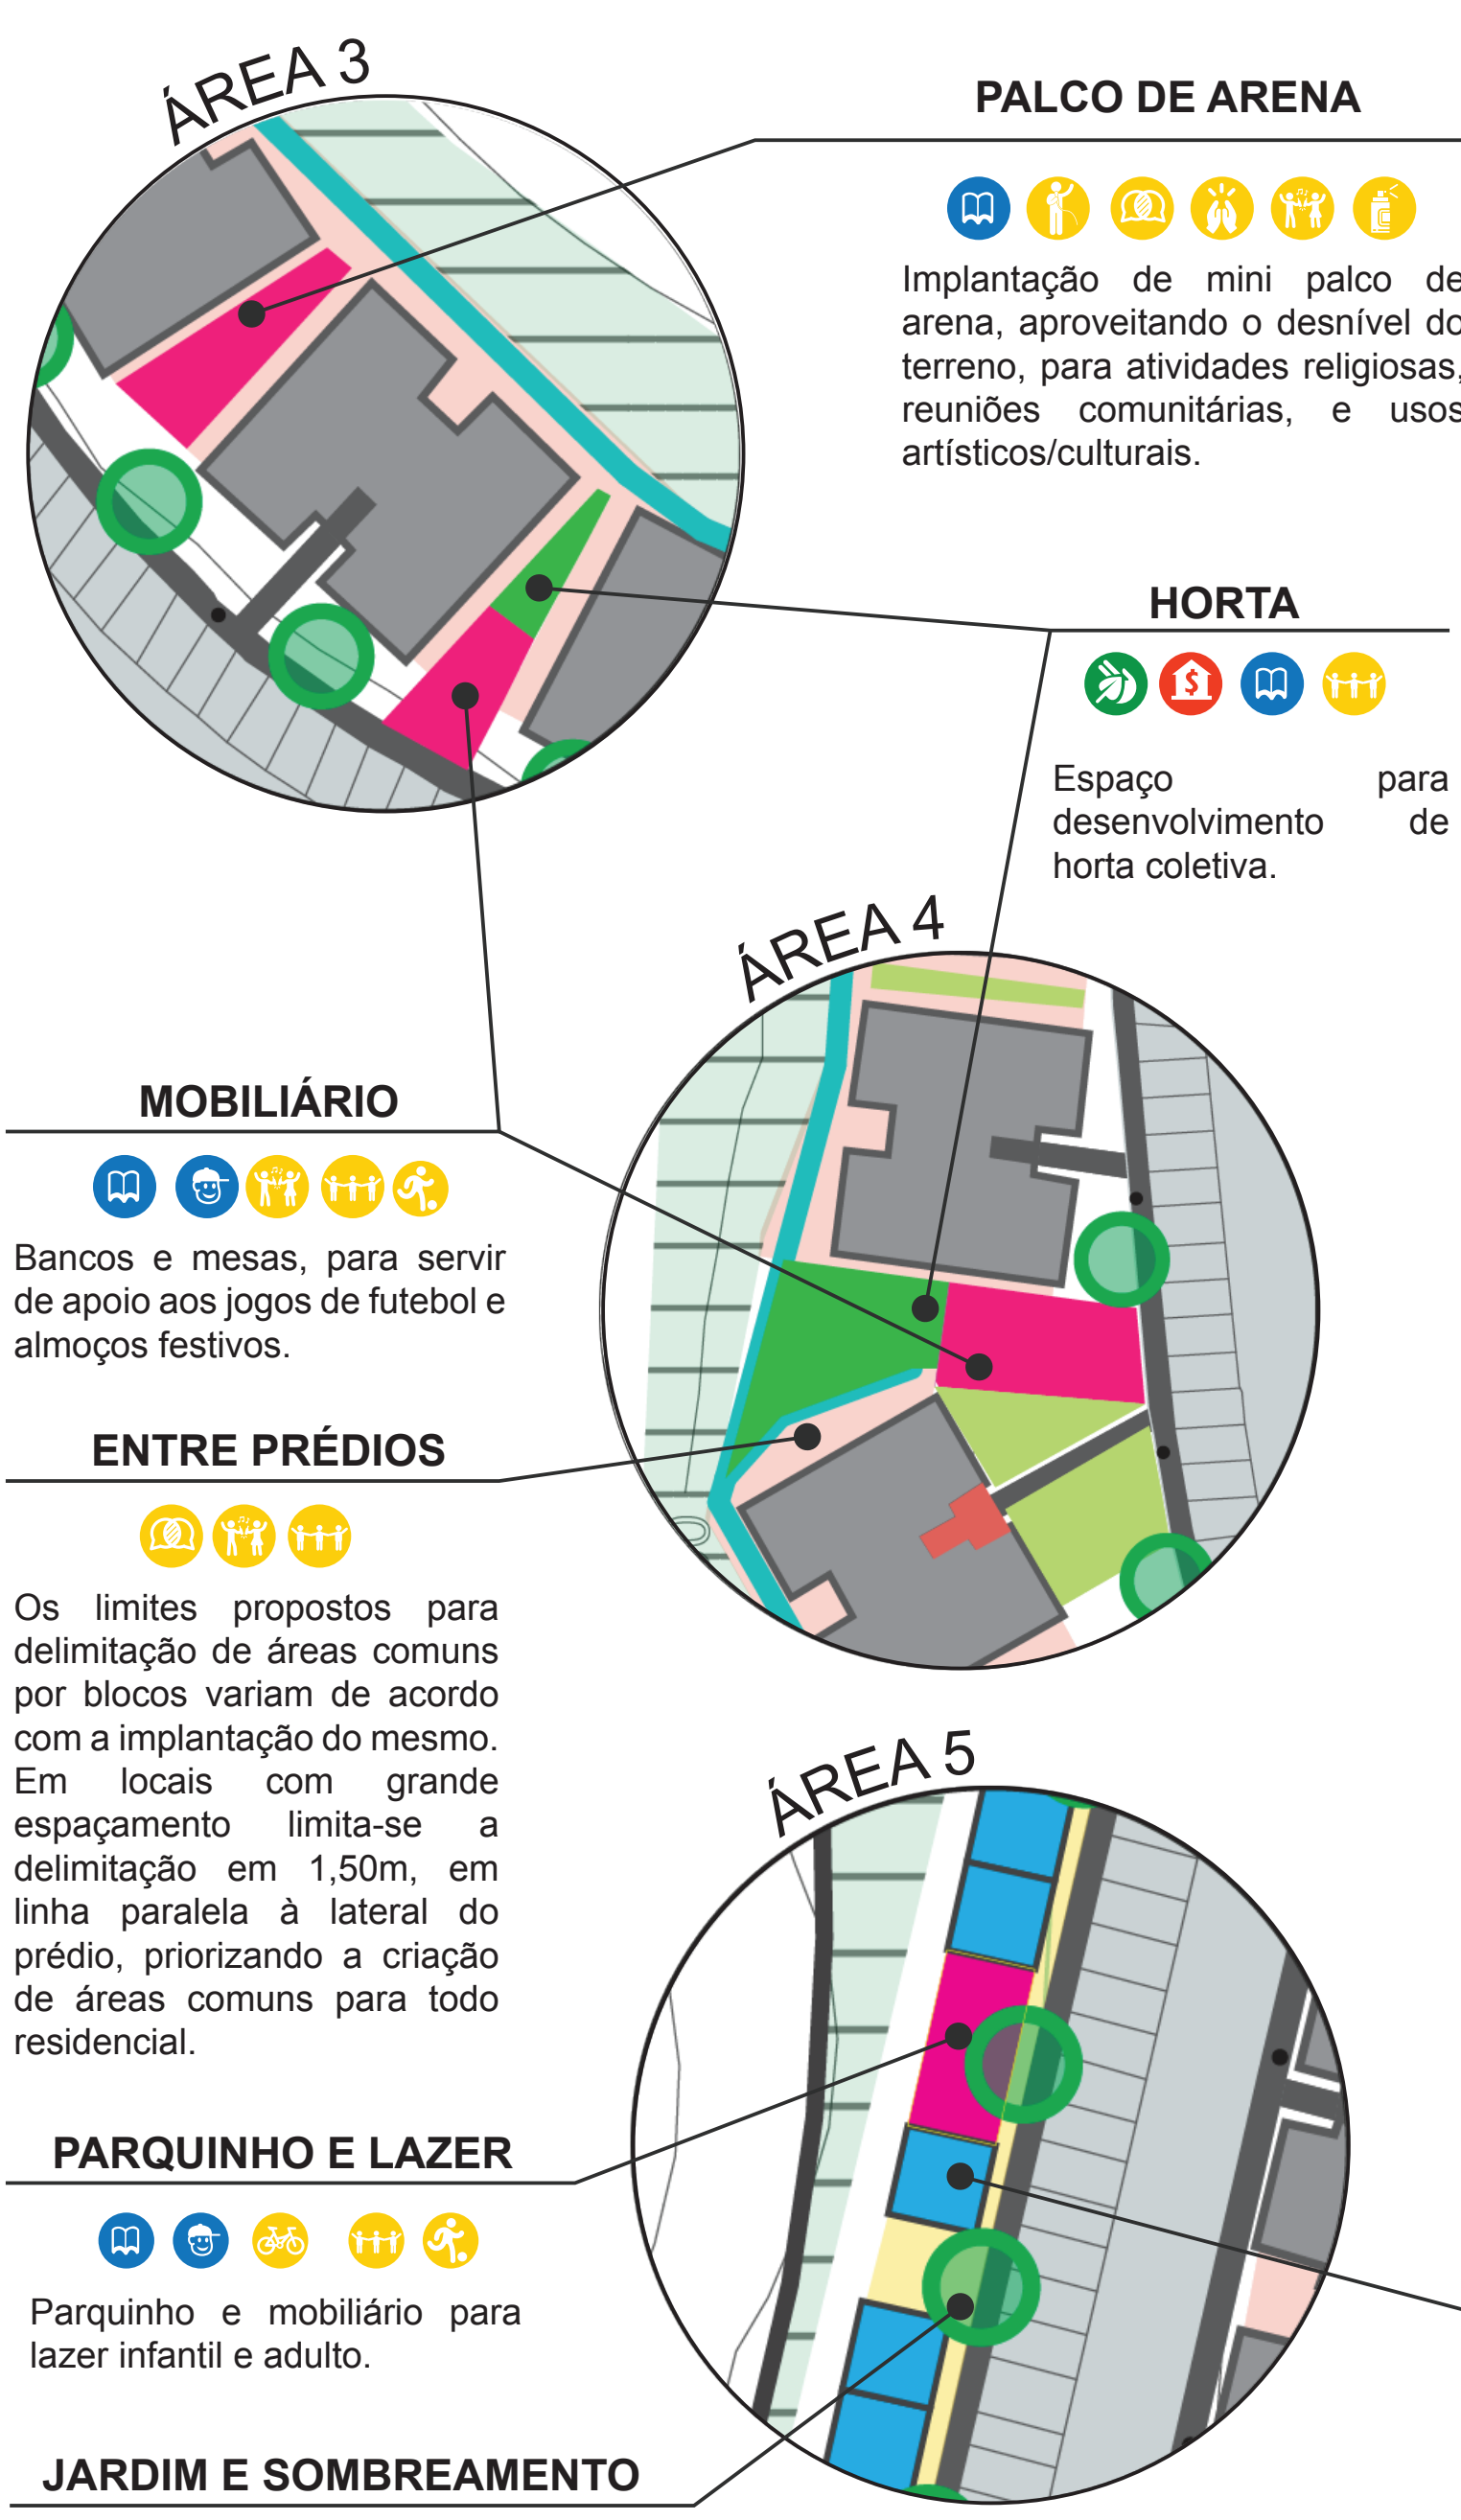 ÁREA 3
PALCO DE ARENA
Implantação de mini palco de
arena, aproveitando o desnível do
terreno, para atividades religiosas,
reuniões comunitárias, e usos
artísticos/culturais.
HORTA
$
Espaço para
desenvolvimento de
horta coletiva.
ÁREA 4
MOBILIÁRIO
Bancos e mesas, para servir
de apoio aos jogos de futebol e
almoços festivos.
ENTRE PRÉDIOS
Os limites propostos para
delimitação de áreas comuns
por blocos variam de acordo
com a implantação do mesmo.
Em locais com grande
espaçamento limita-se a
delimitação em 1,50m, em
linha paralela à lateral do
prédio, priorizando a criação
de áreas comuns para todo
residencial.
ÁREA 5
PARQUINHO E LAZER
Parquinho e mobiliário para
lazer infantil e adulto.
JARDIM E SOMBREAMENTO